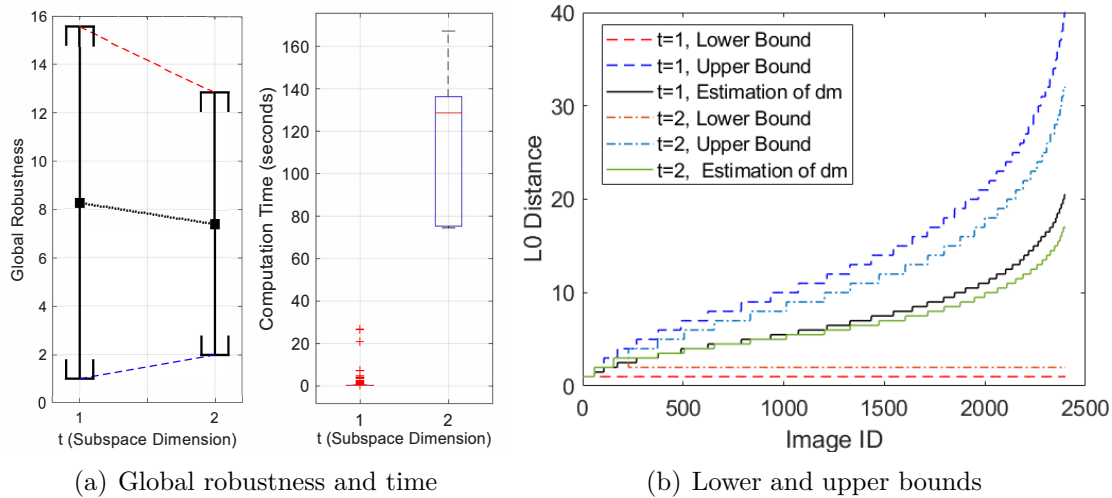 16
14
12
10
8
6
4
2
0
Global Robustness
1
2
t (Subspace Dimension)
160
140
120
100
80
60
40
20
0
Computation Time (seconds)
1
2
t (Subspace Dimension)
(a) Global robustness and time
40
30
20
10
0
L0 Distance
t=1, Lower Bound
t=1, Upper Bound
t=1, Estimation of dm
t=2, Lower Bound
t=2, Upper Bound
t=2, Estimation of dm
0
500
1000
1500
2000
2500
Image ID
(b) Lower and upper bounds